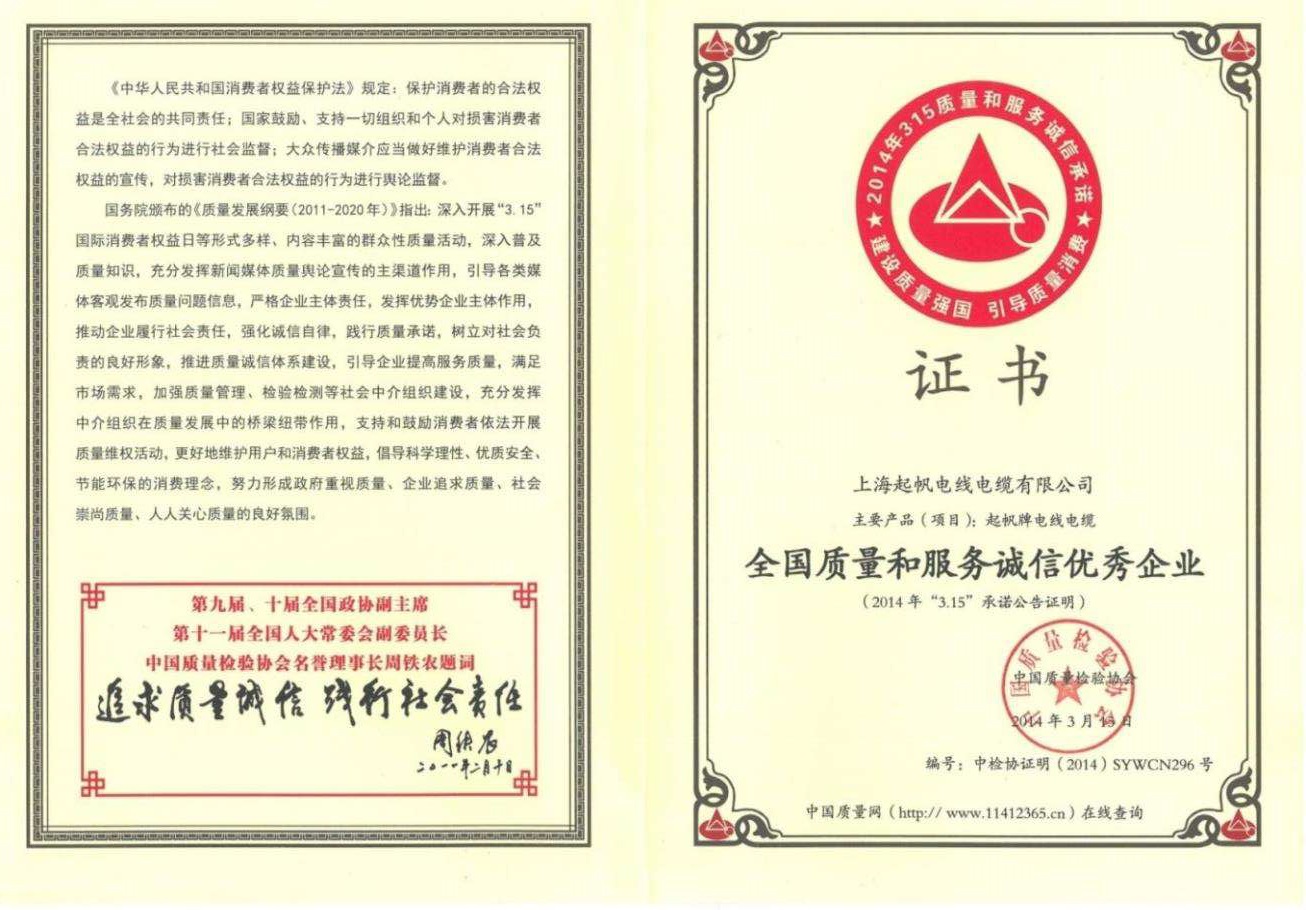 《中华人民共和国消费者权益保护法》规定：保护消费者的合法权
益是全社会的共同责任；国家鼓励、支持一切组织和个人对损害消费者
合法权益的行为进行社会监督；大众传播媒介应当做好维护消费者合法
权益的宣传，对损害消费者合法权益的行为进行舆论监督。
国务院颁布的《质量发展纲要（2011-2020年）》指出：深入开展“3.15”
国际消费者权益日等形式多样、内容丰富的群众性质量活动，深入普及
质量知识，充分发挥新闻媒体质量舆论宣传的主渠道作用，引导各类媒
体客观发布质量问题信息，严格企业主体责任，发挥优势企业主体作用，
推动企业履行社会责任，强化诚信自律，践行质量承诺，树立对社会负
责的良好形象，推进质量诚信体系建设，引导企业提高服务质量，满足
市场需求，加强质量管理、检验检测等社会中介组织建设，充分发挥
中介组织在质量发展中的桥梁纽带作用，支持和鼓励消费者依法开展
质量维权活动，更好地维护用户和消费者权益，倡导科学理性、优质安全、
节能环保的消费理念，努力形成政府重视质量、企业追求质量、社会
崇尚质量、人人关心质量的良好氛围。
第九届、十届全国政协副主席
第十一届全国人大常委会副委员长
中国质量检验协会名誉理事长周铁农题词
追求质量诚信 践行社会责任
周铁农
二〇一一年二月十日
2014年315质量和服务诚信承诺
★建设质量强国 引导质量消费★
证书
上海起帆电线电缆有限公司
主要产品（项目）：起帆牌电线电缆
全国质量和服务诚信优秀企业
（2014年“3.15”承诺公告证明）
中国质量检验协会
中国质量检验协会
2014年3月15日
编号：中检协证明（2014）SYWCN296号
中国质量网（http:// www.11412365.cn）在线查询